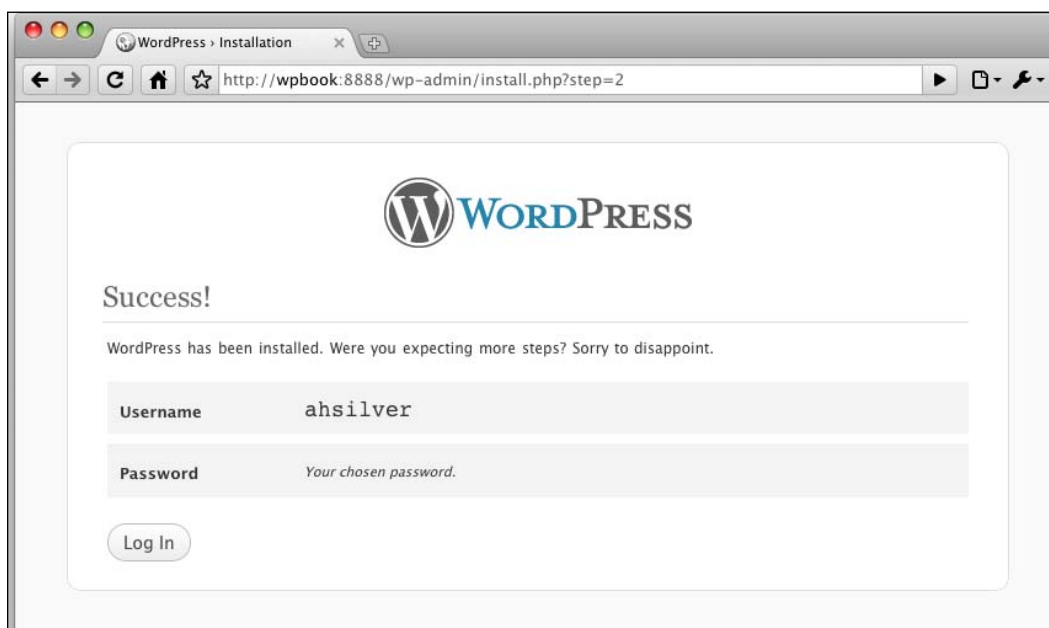 WordPress › Installation
http://wpbook:8888/wp-admin/install.php?step=2
W WORDPRESS
Success!
WordPress has been installed. Were you expecting more steps? Sorry to disappoint.
Username ahsilver
Password Your chosen password.
Log In